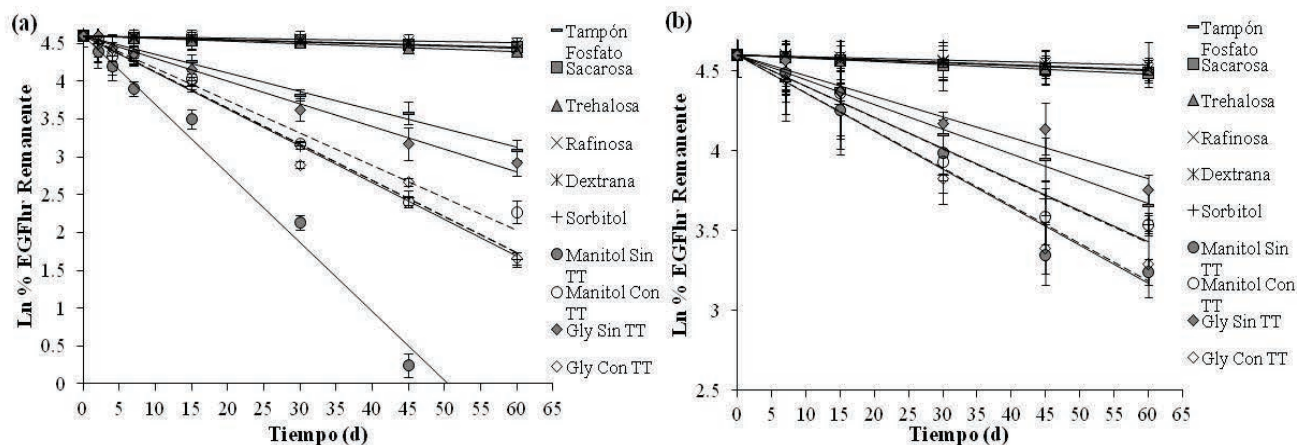 (a)
Ln % EGFhr Remanente
4.5
4
3.5
3
2.5
2
1.5
1
0.5
0
0 5 10 15 20 25 30 35 40 45 50 55 60 65
Tiempo (d)
Tampón
Fosfato
Sacarosa
Trehalosa
Rafinosa
Dextrana
Sorbitol
Manitol Sin
TT
Manitol Con
TT
Gly Sin TT
Gly Con TT
(b)
Ln % EGFhr Remanente
4.5
4
3.5
3
2.5
0 5 10 15 20 25 30 35 40 45 50 55 60 65
Tiempo (d)
Tampón
Fosfato
Sacarosa
Trehalosa
Rafinosa
Dextrana
Sorbitol
Manitol Sin
TT
Manitol Con
TT
Gly Sin TT
Gly Con TT